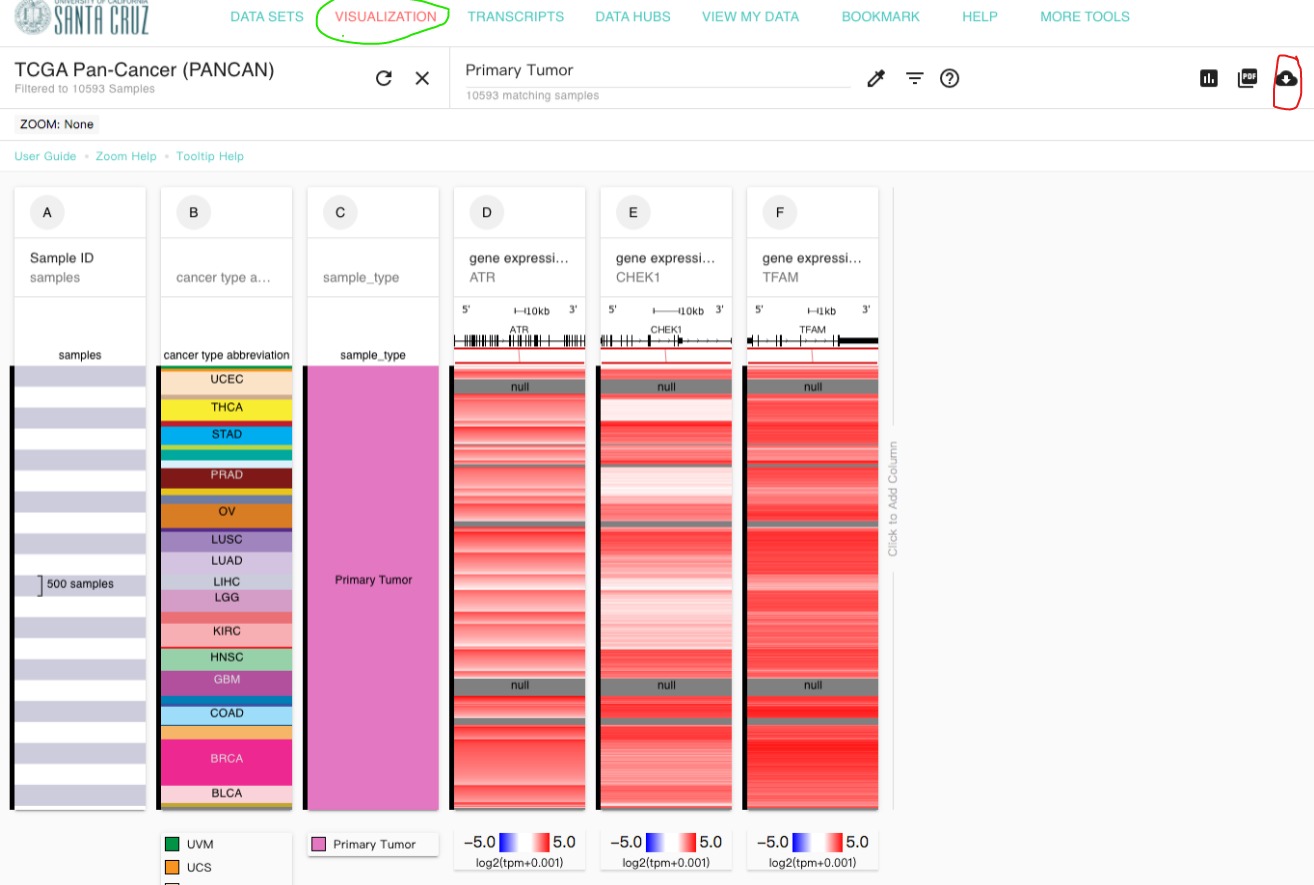 UNIVERSITY OF CALIFORNIA
SANTA CRUZ
DATA SETS VISUALIZATION TRANSCRIPTS DATA HUBS VIEW MY DATA BOOKMARK HELP MORE TOOLS
TCGA Pan-Cancer (PANCAN)
Filtered to 10593 Samples
Primary Tumor
10593 matching samples
PDF
ZOOM: None
User Guide • Zoom Help • Tooltip Help
A B C D E F
Sample ID gene expressi... gene expressi... gene expressi...
samples cancer type a... sample_type ATR CHEK1 TFAM
5' 10kb 3' 5' 10kb 3' 5' 1kb 3'
ATR CHEK1 TFAM
samples cancer type abbreviation sample_type
UCEC
null null null
THCA
STAD
PRAD
OV
LUSC
LUAD
500 samples LIHC Primary Tumor
LGG
KIRC
HNSC
GBM
null null null
COAD
BRCA
BLCA
UVM Primary Tumor -5.0 5.0 -5.0 5.0 -5.0 5.0
log2(tpm+0.001) log2(tpm+0.001) log2(tpm+0.001)
UCS